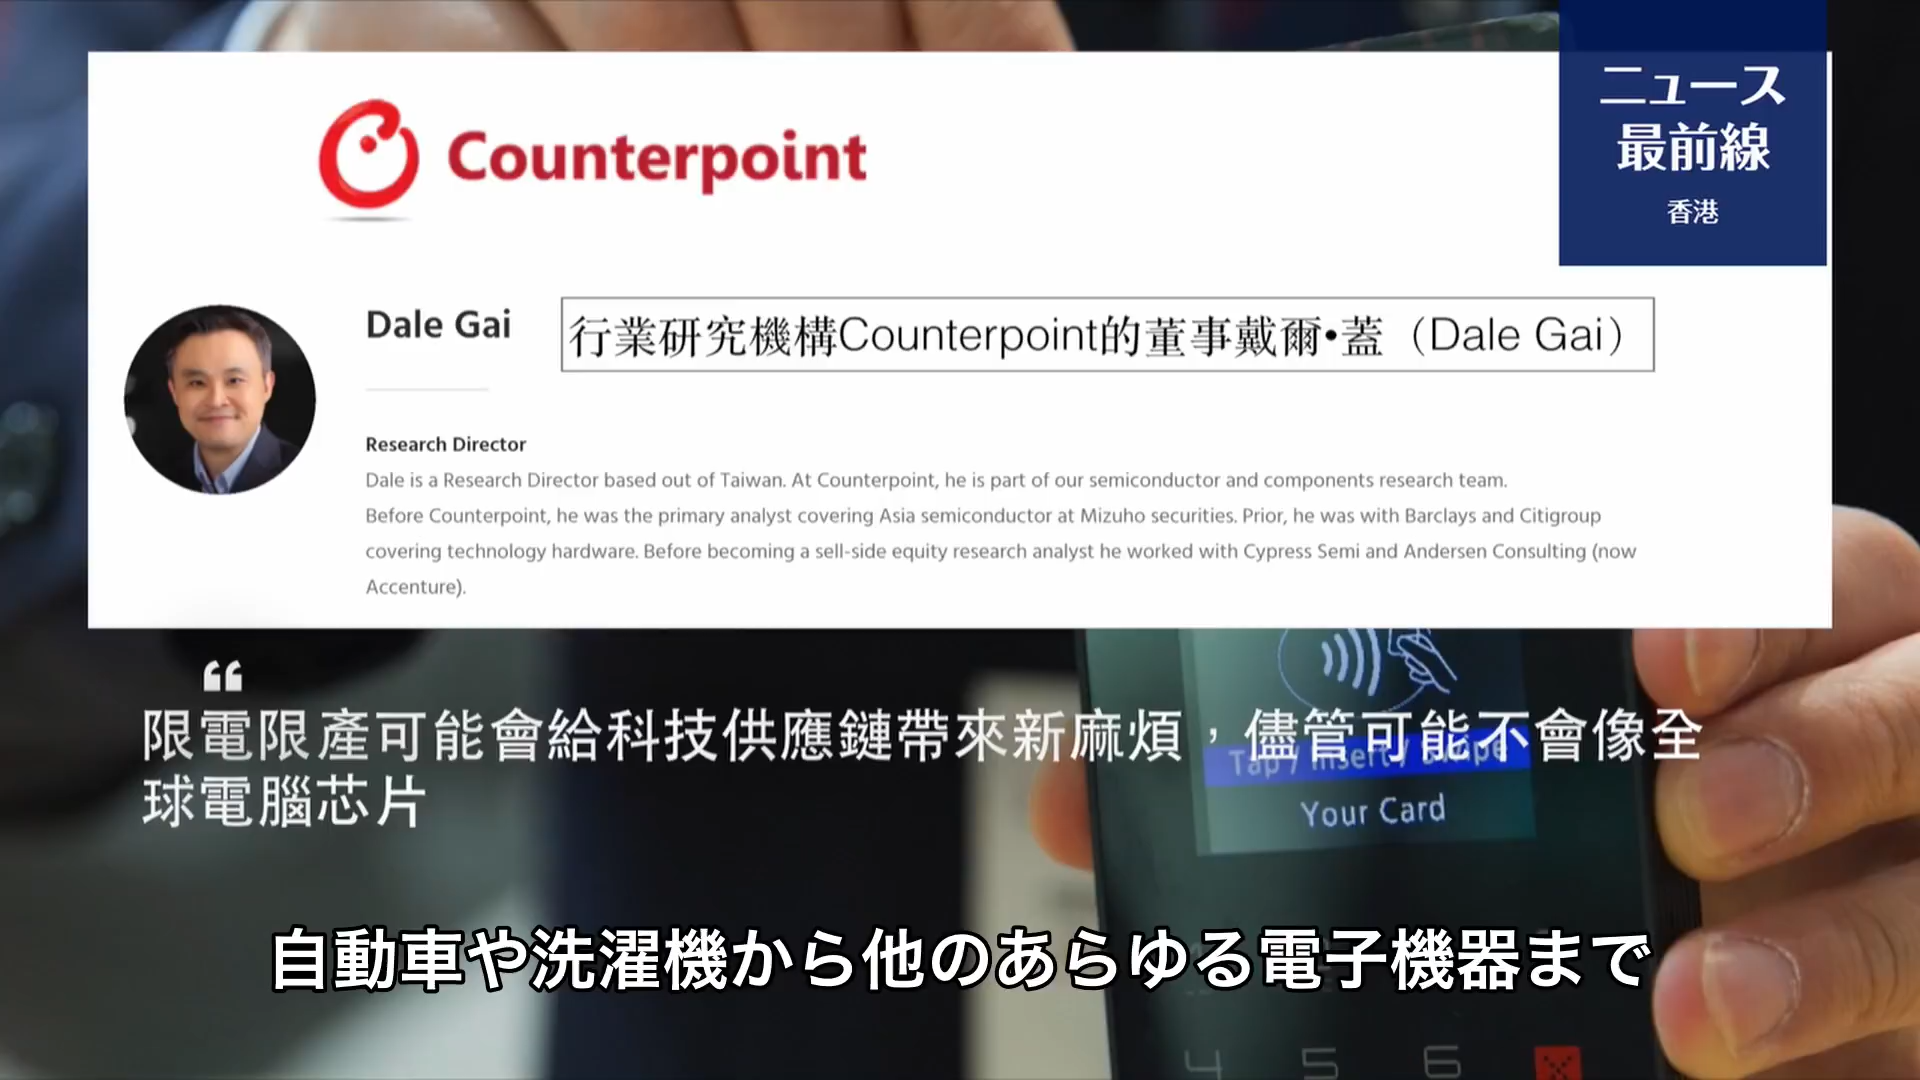 ニュース
最前線
香港
Counterpoint
Dale Gai
行業研究機構Counterpoint的董事戴爾•蓋（Dale Gai）
Research Director
Dale is a Research Director based out of Taiwan. At Counterpoint, he is part of our semiconductor and components research team.
Before Counterpoint, he was the primary analyst covering Asia semiconductor at Mizuho securities. Prior, he was with Barclays and Citigroup
covering technology hardware. Before becoming a sell-side equity research analyst he worked with Cypress Semi and Andersen Consulting (now
Accenture).
“
限電限產可能會給科技供應鏈帶來新麻煩，儘管可能不會像全
球電腦芯片
Tap / Insert / Swipe
Your Card
自動車や洗濯機から他のあらゆる電子機器まで
4 5 6